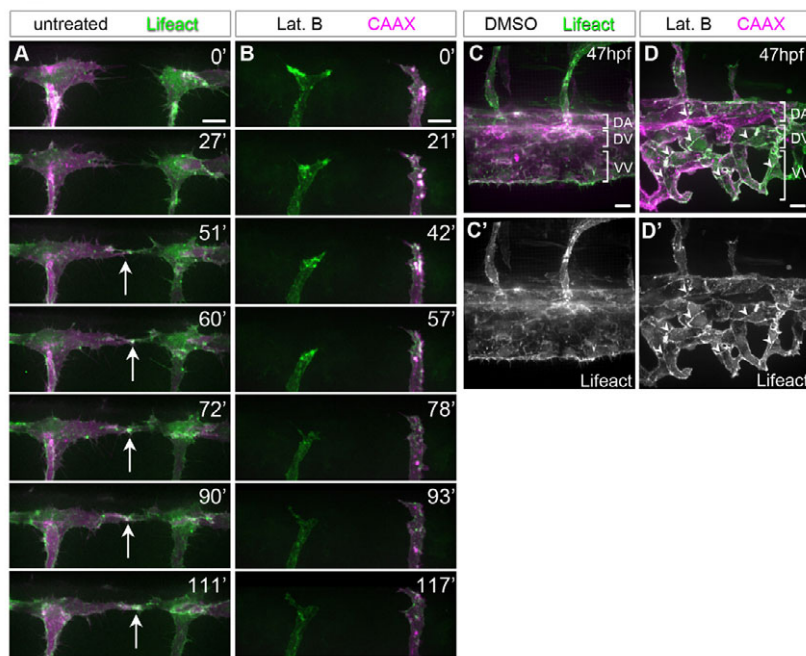 untreated Lifeact
Lat. B CAAX
DMSO Lifeact
Lat. B CAAX
A 0'
27'
51'
60'
72'
90'
111'
B 0'
21'
42'
57'
78'
93'
117'
C 47hpf
DA
DV
VV
D 47hpf
DA
DV
VV
C'
Lifeact
D'
Lifeact